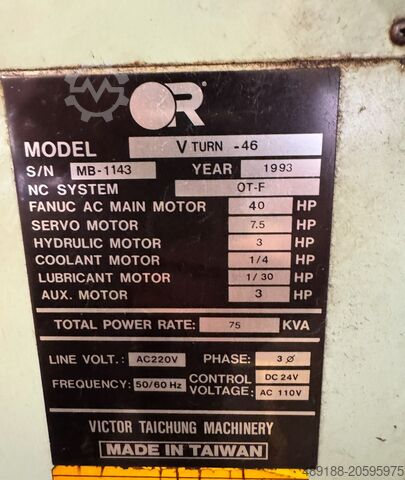 OR
MODEL V TURN -46
S/N MB-1143 YEAR 1993
NC SYSTEM OT-F
FANUC AC MAIN MOTOR 40 HP
SERVO MOTOR 7.5 HP
HYDRULIC MOTOR 3 HP
COOLANT MOTOR 1/4 HP
LUBRICANT MOTOR 1/30 HP
AUX. MOTOR 3 HP
TOTAL POWER RATE: 75 KVA
LINE VOLT.: AC220V PHASE: 3 Ø
FREQUENCY: 50/60 Hz CONTROL VOLTAGE: DC 24V AC 110V
VICTOR TAICHUNG MACHINERY
MADE IN TAIWAN
489188-20595975